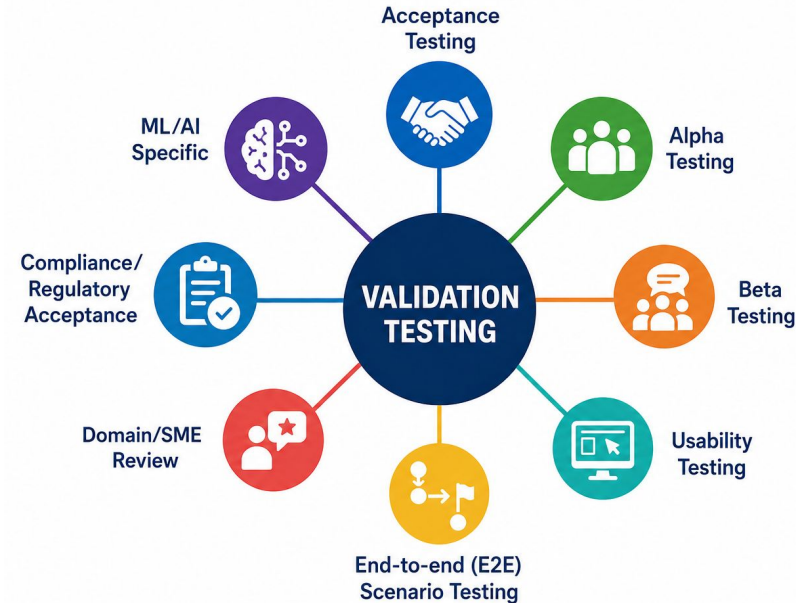 Acceptance
Testing
ML/AI
Specific
Alpha
Testing
Compliance/
Regulatory
Acceptance
VALIDATION
TESTING
Beta
Testing
Domain/SME
Review
Usability
Testing
End-to-end (E2E)
Scenario Testing